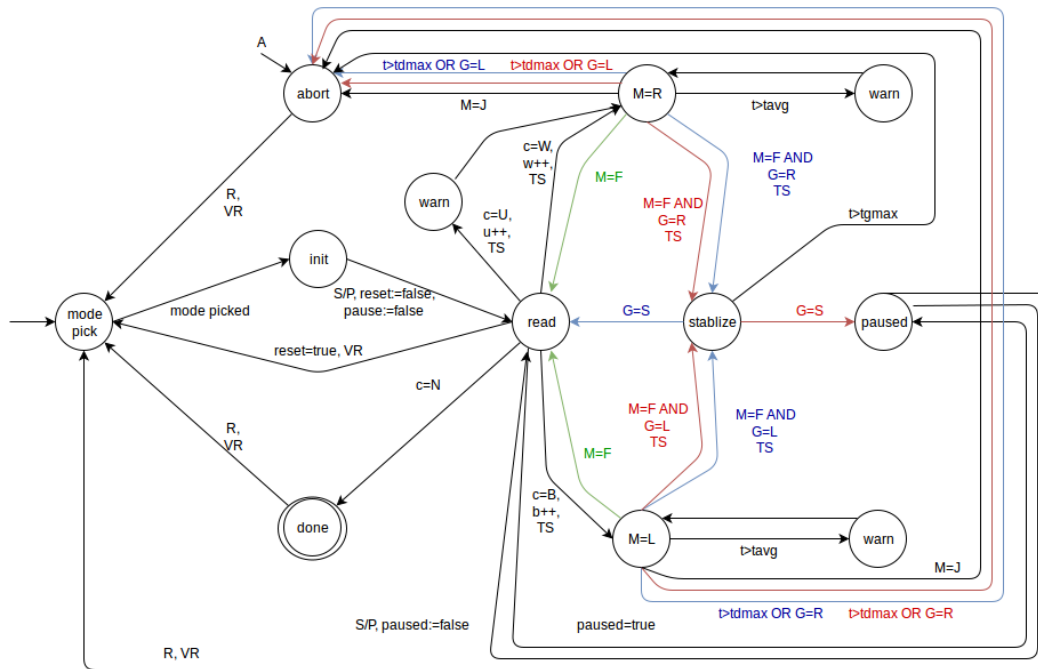 A
t>tdmax OR G=L
t>tdmax OR G=L
abort
M=R
warn
M=J
t>tavg
c=W,
w++,
TS
M=F
M=F AND
G=R
TS
M=F AND
G=R
TS
R,
VR
warn
c=U,
u++,
TS
t>tgmax
init
S/P, reset:=false,
pause:=false
mode
pick
mode picked
read
G=S
stablize
G=S
paused
reset=true, VR
c=N
M=F
M=F AND
G=L
TS
M=F AND
G=L
TS
R,
VR
c=B,
b++,
TS
done
M=L
warn
t>tavg
M=J
t>tdmax OR G=R
t>tdmax OR G=R
S/P, paused:=false
paused=true
R, VR